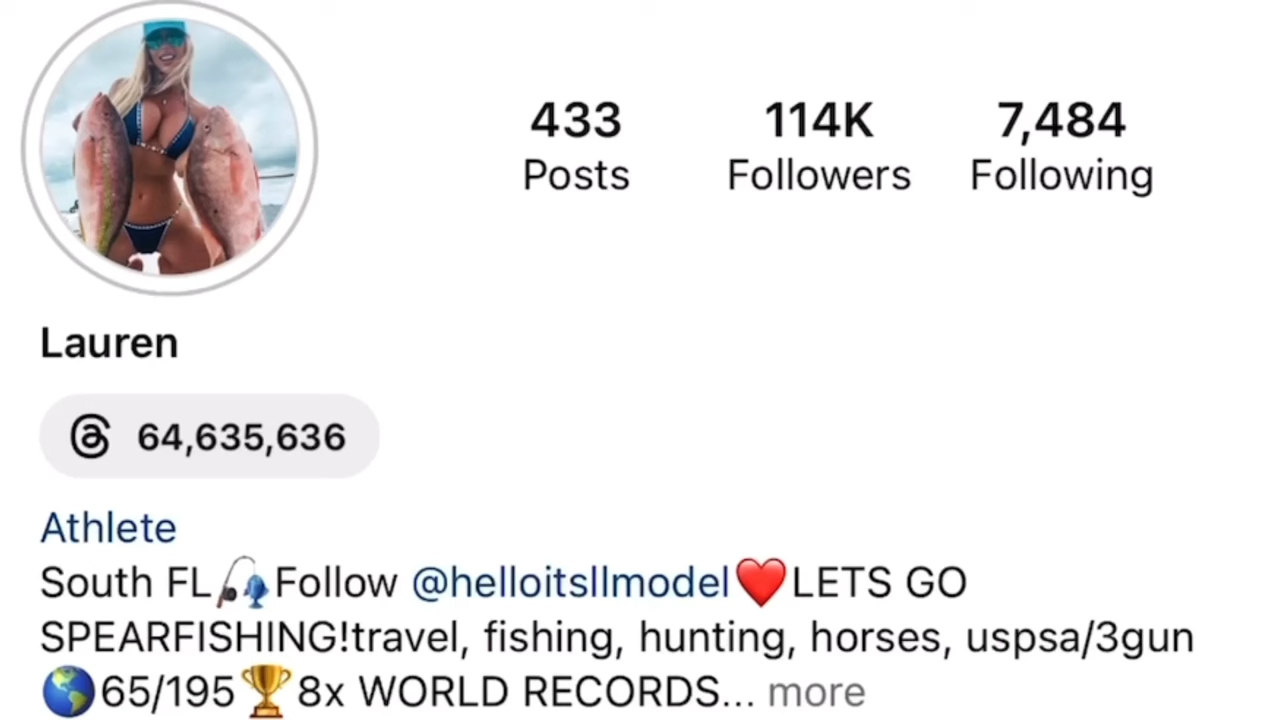 433 114K 7,484
Posts Followers Following
Lauren
64,635,636
Athlete
South FL🎣Follow @helloitsllmodel❤️LETS GO
SPEARFISHING!travel, fishing, hunting, horses, uspsa/3gun
🌎65/195🏆8x WORLD RECORDS... more